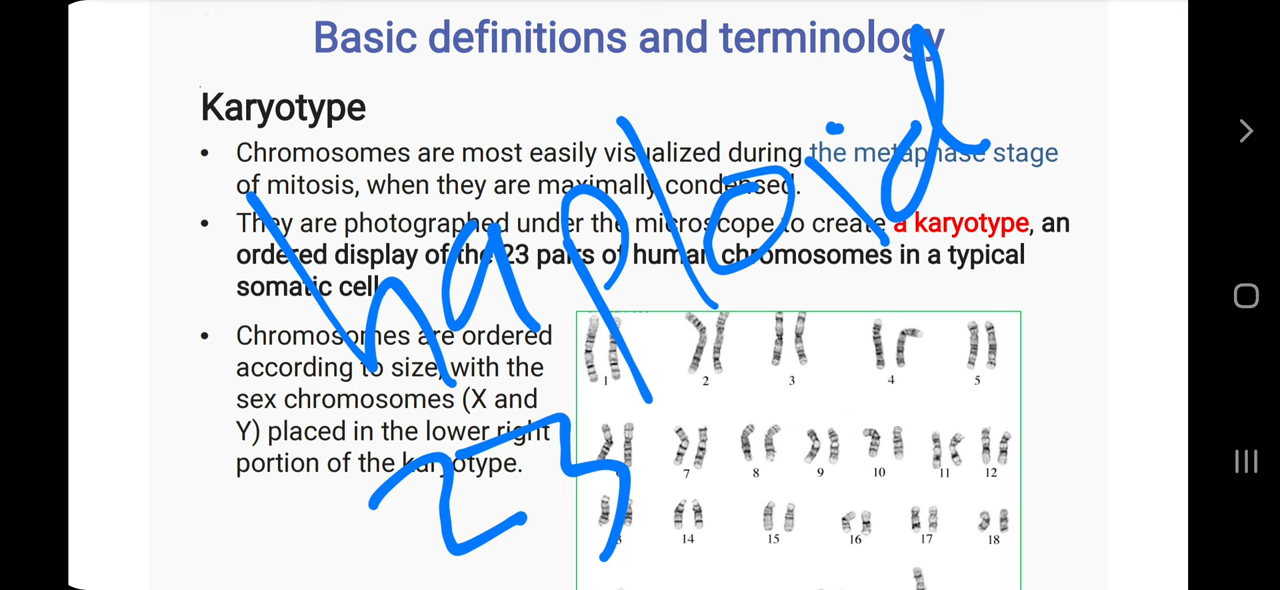 Basic definitions and terminology
Karyotype
• Chromosomes are most easily visualized during the metaphase stage
of mitosis, when they are maximally condensed.
• They are photographed under the microscope to create a karyotype, an
ordered display of the 23 pairs of human chromosomes in a typical
somatic cell
• Chromosomes are ordered
according to size, with the
sex chromosomes (X and
Y) placed in the lower right
portion of the karyotype.
haploid
23
1 2 3 4 5
6 7 8 9 10 11 12
13 14 15 16 17 18